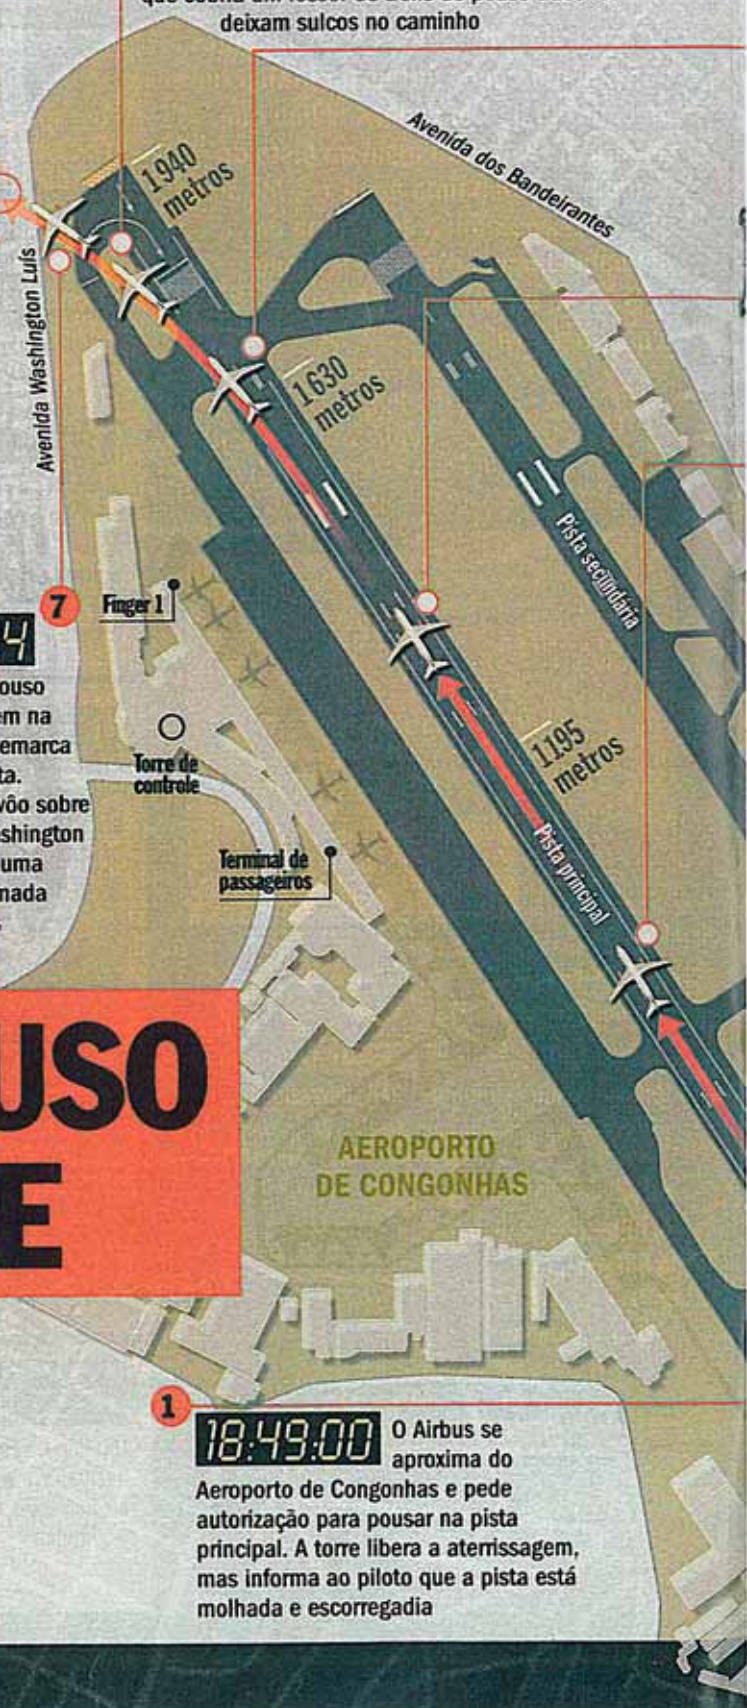 deixam sulcos no caminho
Avenida dos Bandeirantes
1940
metros
Avenida Washington Luís
1630
metros
Pista secundária
7
Finger 1
4
ouso
em na
emarca
ta.
vôo sobre
shington
uma
nada
Torre de
controle
1195
metros
Terminal de
passageiros
Pista principal
USO
E
AEROPORTO
DE CONGONHAS
1
18:49:00 O Airbus se
aproxima do
Aeroporto de Congonhas e pede
autorização para pousar na pista
principal. A torre libera a aterrissagem,
mas informa ao piloto que a pista está
molhada e escorregadia